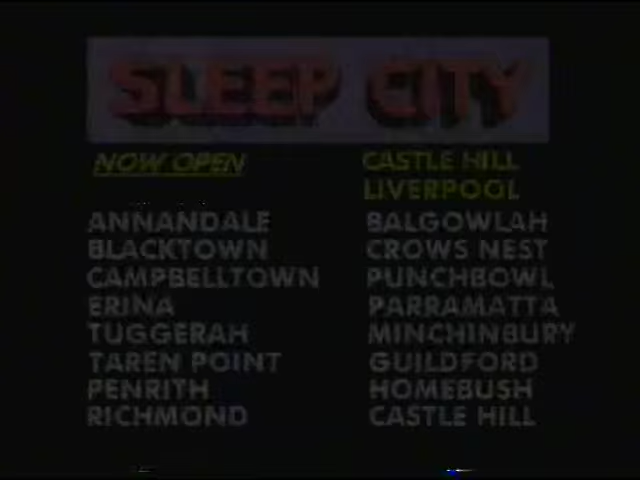 SLEEP CITY
NOW OPEN CASTLE HILL
LIVERPOOL
ANNANDALE BALGOWLAH
BLACKTOWN CROWS NEST
CAMPBELLTOWN PUNCHBOWL
ERINA PARRAMATTA
TUGGERAH MINCHINBURY
TAREN POINT GUILDFORD
PENRITH HOMEBUSH
RICHMOND CASTLE HILL